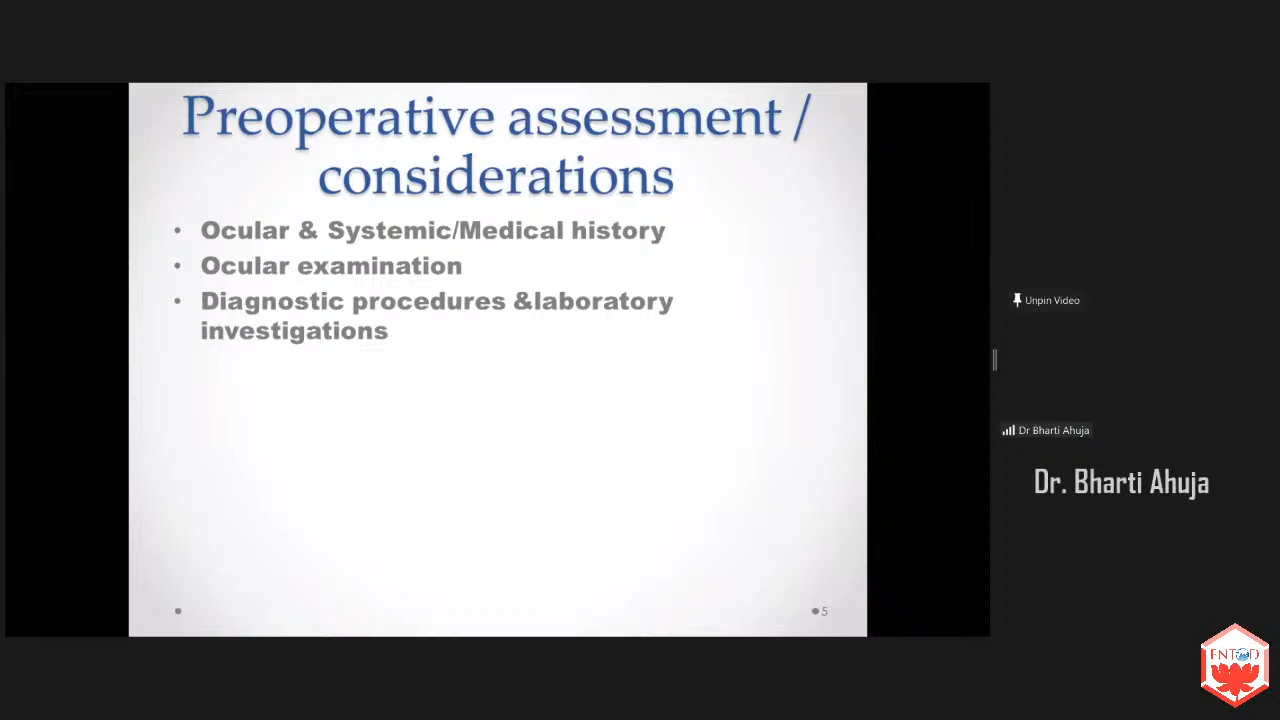 Preoperative assessment /
considerations
• Ocular & Systemic/Medical history
• Ocular examination
• Diagnostic procedures &laboratory
investigations
5
Unpin Video
Dr Bharti Ahuja
Dr. Bharti Ahuja
ENTOD